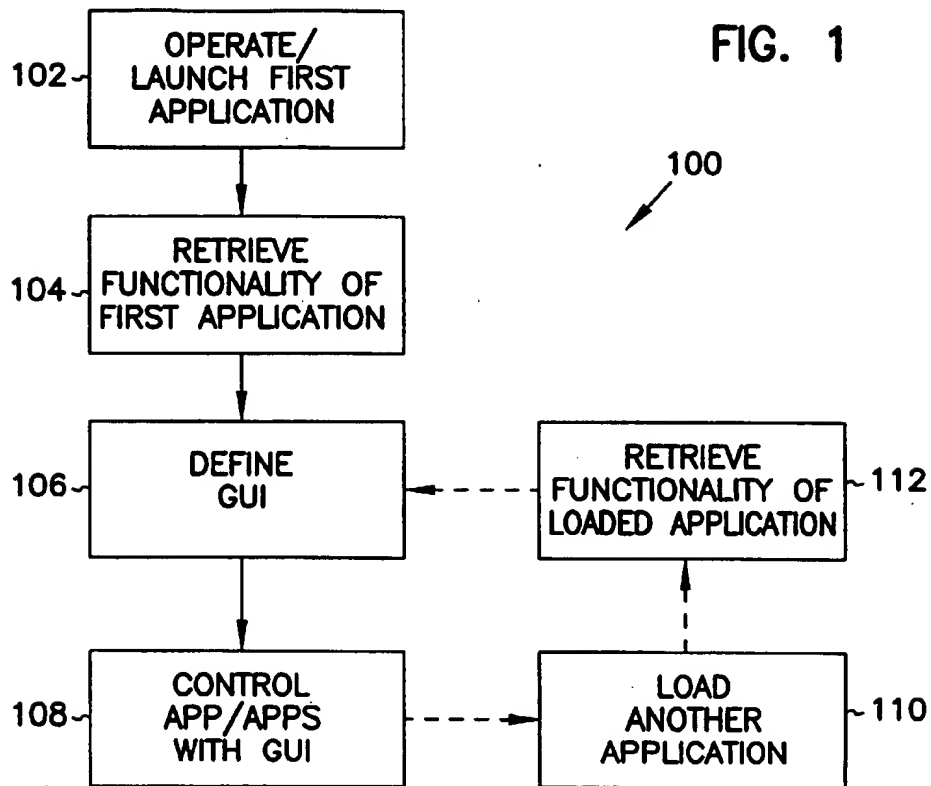 FIG. 1
100
102
OPERATE/
LAUNCH FIRST
APPLICATION
104
RETRIEVE
FUNCTIONALITY OF
FIRST APPLICATION
106
DEFINE
GUI
RETRIEVE
FUNCTIONALITY OF
LOADED APPLICATION
112
108
CONTROL
APP/APPS
WITH GUI
LOAD
ANOTHER
APPLICATION
110